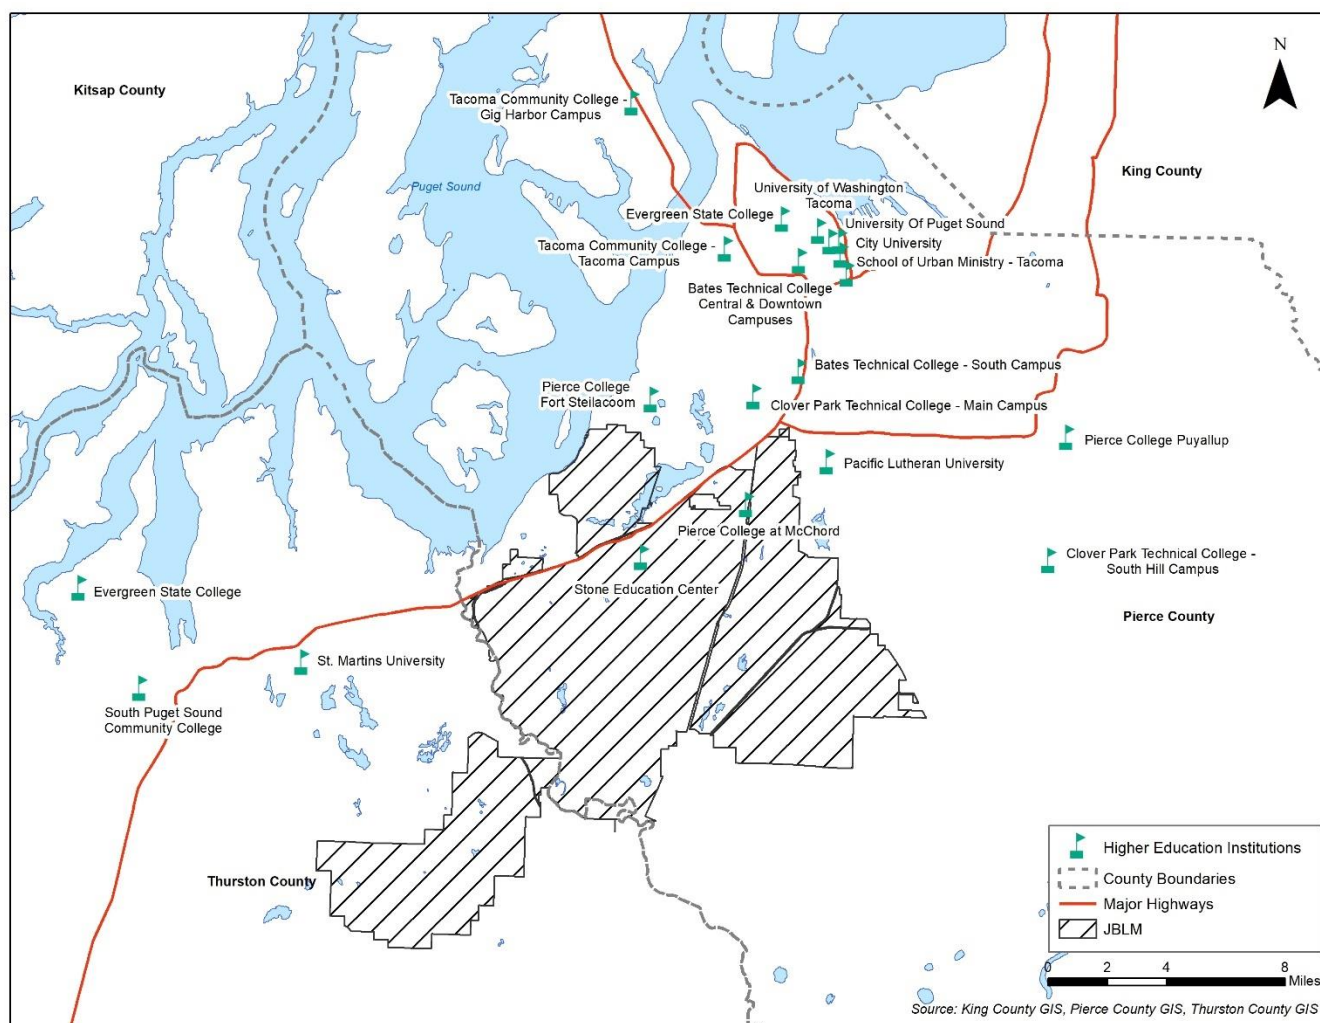 N
Kitsap County
Tacoma Community College -
Gig Harbor Campus
King County
Puget Sound
University of Washington
Tacoma
Evergreen State College
University Of Puget Sound
Tacoma Community College -
Tacoma Campus
City University
School of Urban Ministry - Tacoma
Bates Technical College
Central & Downtown
Campuses
Bates Technical College - South Campus
Pierce College
Fort Steilacoom
Clover Park Technical College - Main Campus
Pierce College Puyallup
Pacific Lutheran University
Pierce College at McChord
Clover Park Technical College -
South Hill Campus
Stone Education Center
Evergreen State College
Pierce County
St. Martins University
South Puget Sound
Community College
Thurston County
Higher Education Institutions
County Boundaries
Major Highways
JBLM
0 2 4 8
Miles
Source: King County GIS, Pierce County GIS, Thurston County GIS